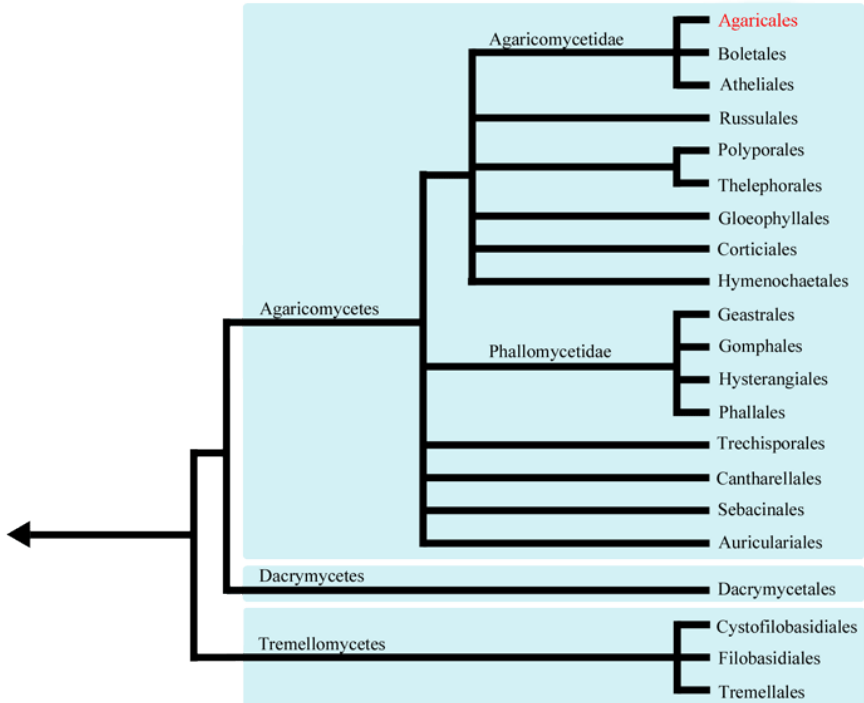 Agaricomycetidae
Agaricales
Boletales
Atheliales
Russulales
Polyporales
Thelephorales
Gloeophyllales
Corticiales
Hymenochaetales
Agaricomycetes
Geastrales
Phallomycetidae
Gomphales
Hysterangiales
Phallales
Trechisporales
Cantharellales
Sebacinales
Auriculariales
Dacrymycetes
Dacrymycetales
Tremellomycetes
Cystofilobasidiales
Filobasidiales
Tremellales